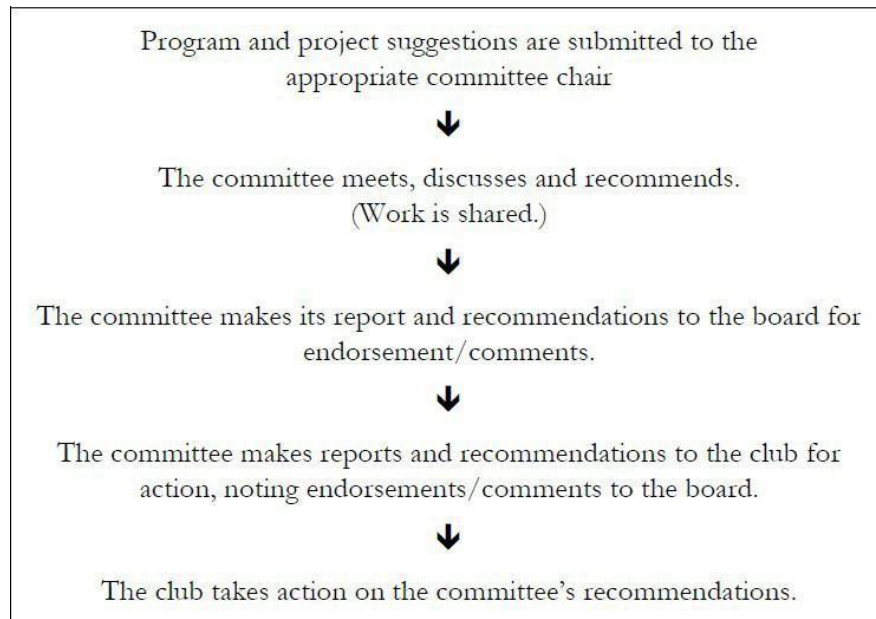 Program and project suggestions are submitted to the
appropriate committee chair
The committee meets, discusses and recommends.
(Work is shared.)
The committee makes its report and recommendations to the board for
endorsement/comments.
The committee makes reports and recommendations to the club for
action, noting endorsements/comments to the board.
The club takes action on the committee's recommendations.